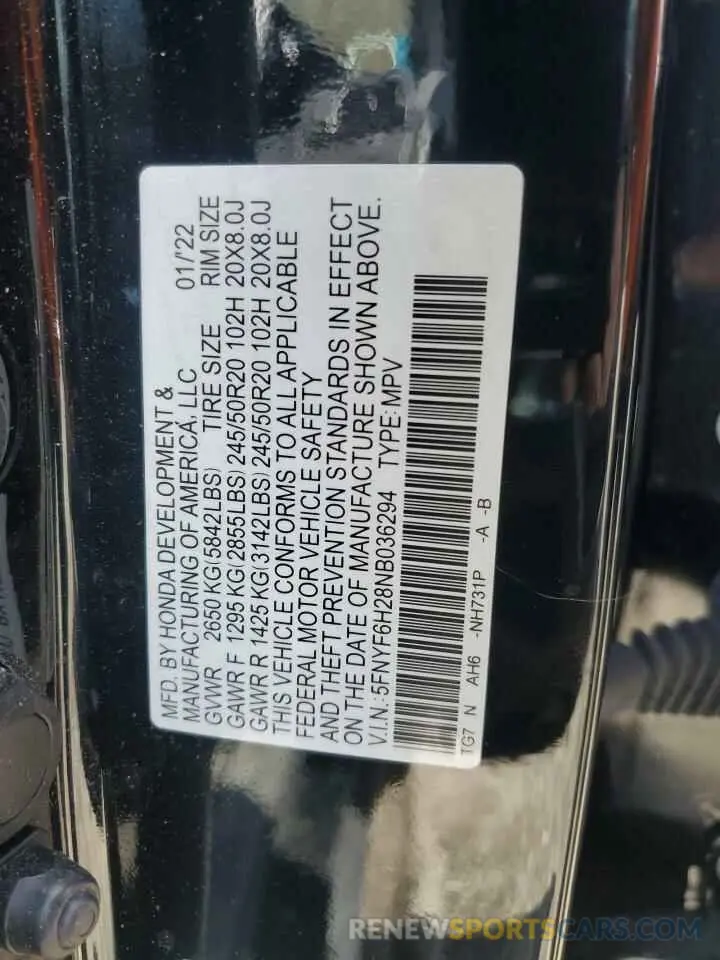 MFD. BY HONDA DEVELOPMENT &
MANUFACTURING OF AMERICA, LLC 01/'22
GVWR 2650 KG(5842LBS) TIRE SIZE RIM SIZE
GAWR F 1295 KG(2855LBS) 245/50R20 102H 20X8.0J
GAWR R 1425 KG(3142LBS) 245/50R20 102H 20X8.0J
THIS VEHICLE CONFORMS TO ALL APPLICABLE
FEDERAL MOTOR VEHICLE SAFETY
AND THEFT PREVENTION STANDARDS IN EFFECT
ON THE DATE OF MANUFACTURE SHOWN ABOVE.
V.I.N.: 5FNYF6H28NB036294 TYPE: MPV
TG7 N AH6 -NH731P -A -B
RENEWSPORTSCARS.COM